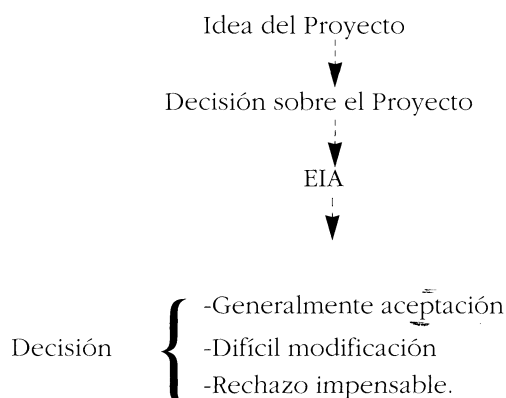 Idea del Proyecto
Decisión sobre el Proyecto
EIA
-Generalmente aceptación
Decisión
-Difícil modificación
-Rechazo impensable.